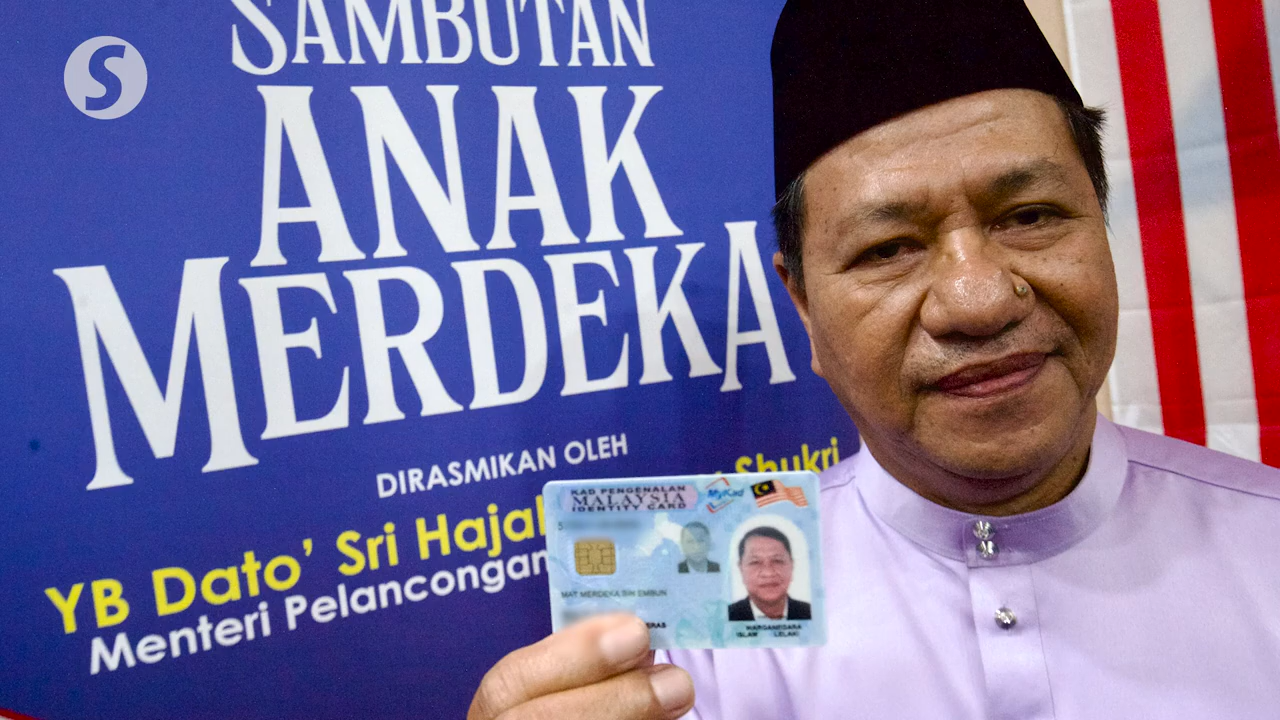 S
SAMBUTAN
ANAK
MERDEKA
DIRASMIKAN OLEH
Shukri
YB Dato' Sri Hajah
Menteri Pelancongan
KAD PENGENALAN
MALAYSIA
IDENTITY CARD
MyKad
MAT MERDEKA BIN EMBUN
WARGANEGARA
ISLAM LELAKI